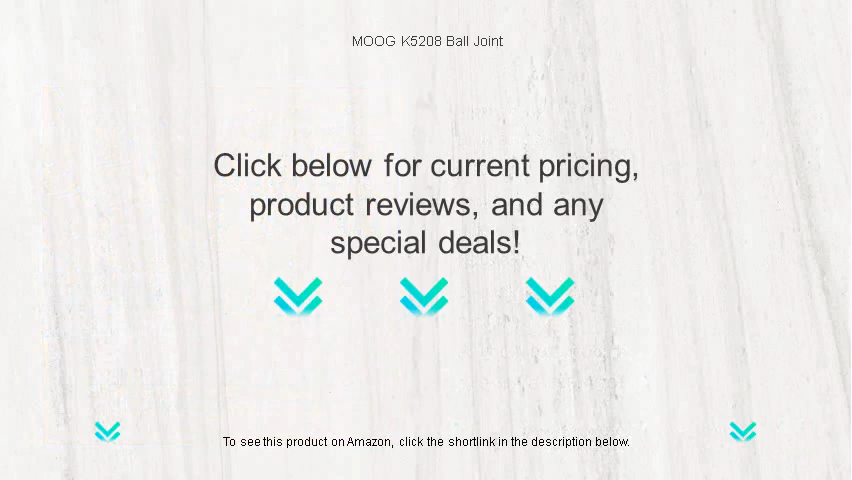 MOOG K5208 Ball Joint
Click below for current pricing,
product reviews, and any
special deals!
To see this product on Amazon, click the shortlink in the description below.